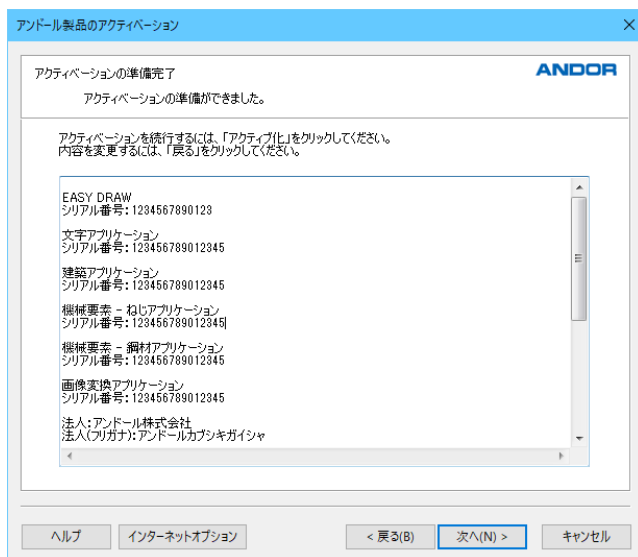 アンドール製品のアクティベーション
アクティベーションの準備完了
ANDOR
アクティベーションの準備ができました。
アクティベーションを続行するには、「アクティブ化」をクリックしてください。
内容を変更するには、「戻る」をクリックしてください。
EASY DRAW
シリアル番号: 1234567890123
文字アプリケーション
シリアル番号: 123456789012345
建築アプリケーション
シリアル番号: 123456789012345
機械要素 - ねじアプリケーション
シリアル番号: 123456789012345
機械要素 - 鋼材アプリケーション
シリアル番号: 123456789012345
画像変換アプリケーション
シリアル番号: 123456789012345
法人:アンドール株式会社
法人(フリガナ):アンドールカブシキガイシャ
ヘルプ
インターネットオプション
< 戻る(B)
次へ(N) >
キャンセル